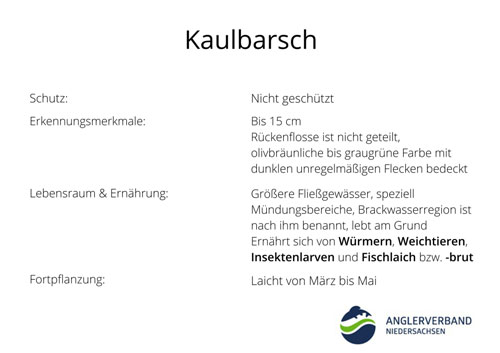 Kaulbarsch
Schutz: Nicht geschützt
Erkennungsmerkmale: Bis 15 cm
Rückenflosse ist nicht geteilt,
olivbräunliche bis graugrüne Farbe mit
dunklen unregelmäßigen Flecken bedeckt
Lebensraum & Ernährung: Größere Fließgewässer, speziell
Mündungsbereiche, Brackwasserregion ist
nach ihm benannt, lebt am Grund
Ernährt sich von Würmern, Weichtieren,
Insektenlarven und Fischlaich bzw. -brut
Fortpflanzung: Laicht von März bis Mai
ANGLERVERBAND
NIEDERSACHSEN